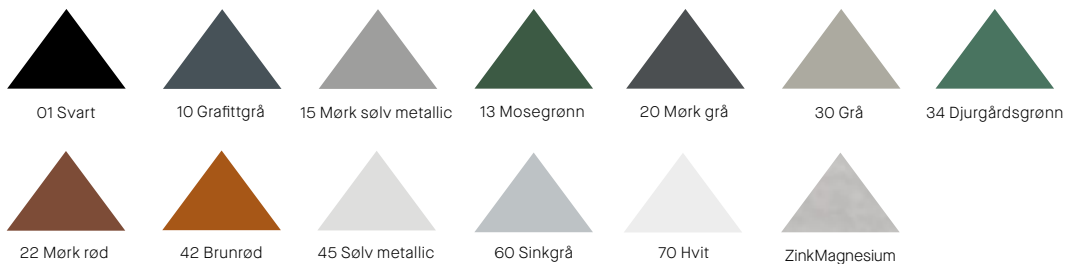 01 Svart
10 Grafittgrå
15 Mørk sølv metallic
13 Mosegrønn
20 Mørk grå
30 Grå
34 Djurgårdsgrønn
22 Mørk rød
42 Brunrød
45 Sølv metallic
60 Sinkgrå
70 Hvit
ZinkMagnesium